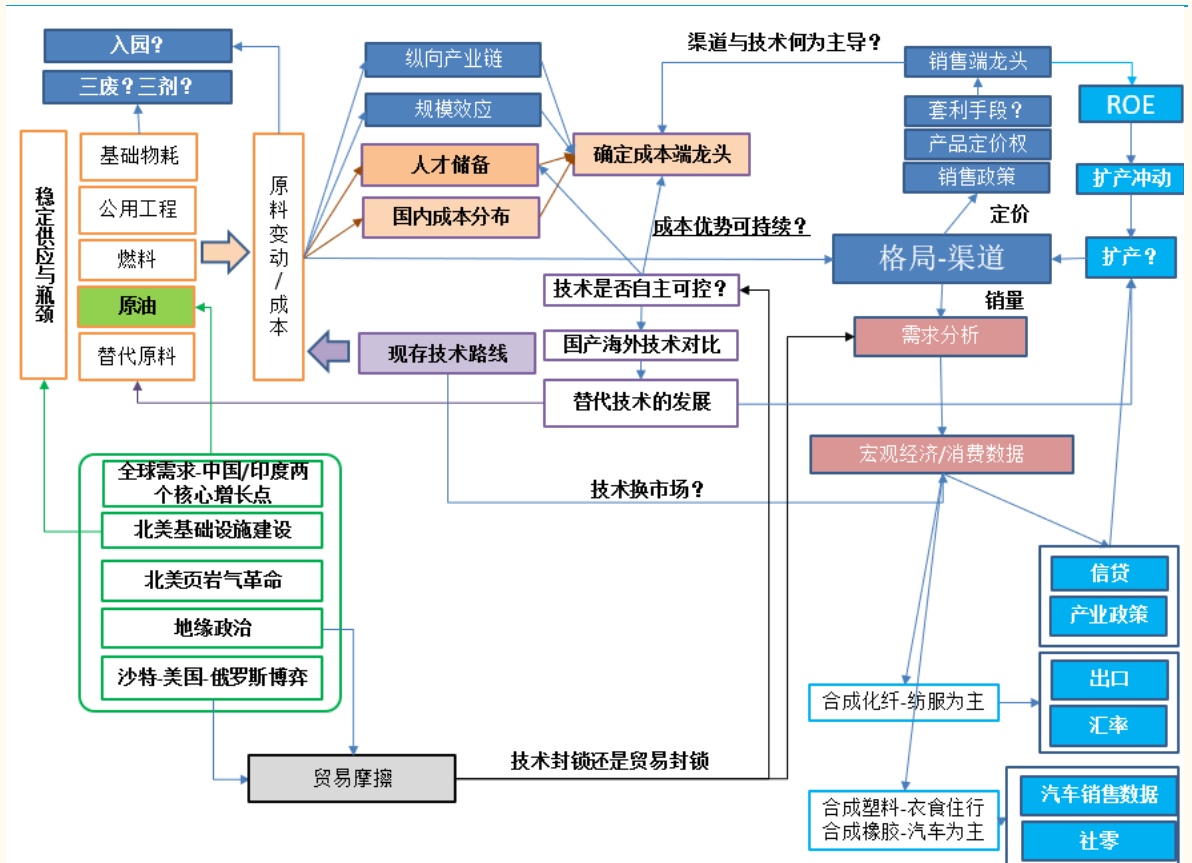 入园？
三废？三剂？
稳定供应与瓶颈
基础物耗
公用工程
燃料
原油
替代原料
原料变动/成本
纵向产业链
规模效应
人才储备
国内成本分布
确定成本端龙头
渠道与技术何为主导？
销售端龙头
套利手段？
产品定价权
销售政策
ROE
扩产冲动
扩产？
定价
成本优势可持续？
格局-渠道
销量
技术是否自主可控？
国产海外技术对比
替代技术的发展
现存技术路线
需求分析
宏观经济/消费数据
技术换市场？
全球需求-中国/印度两
个核心增长点
北美基础设施建设
北美页岩气革命
地缘政治
沙特-美国-俄罗斯博弈
贸易摩擦
技术封锁还是贸易封锁
信贷
产业政策
合成化纤-纺服为主
出口
汇率
合成塑料-衣食住行
合成橡胶-汽车为主
汽车销售数据
社零